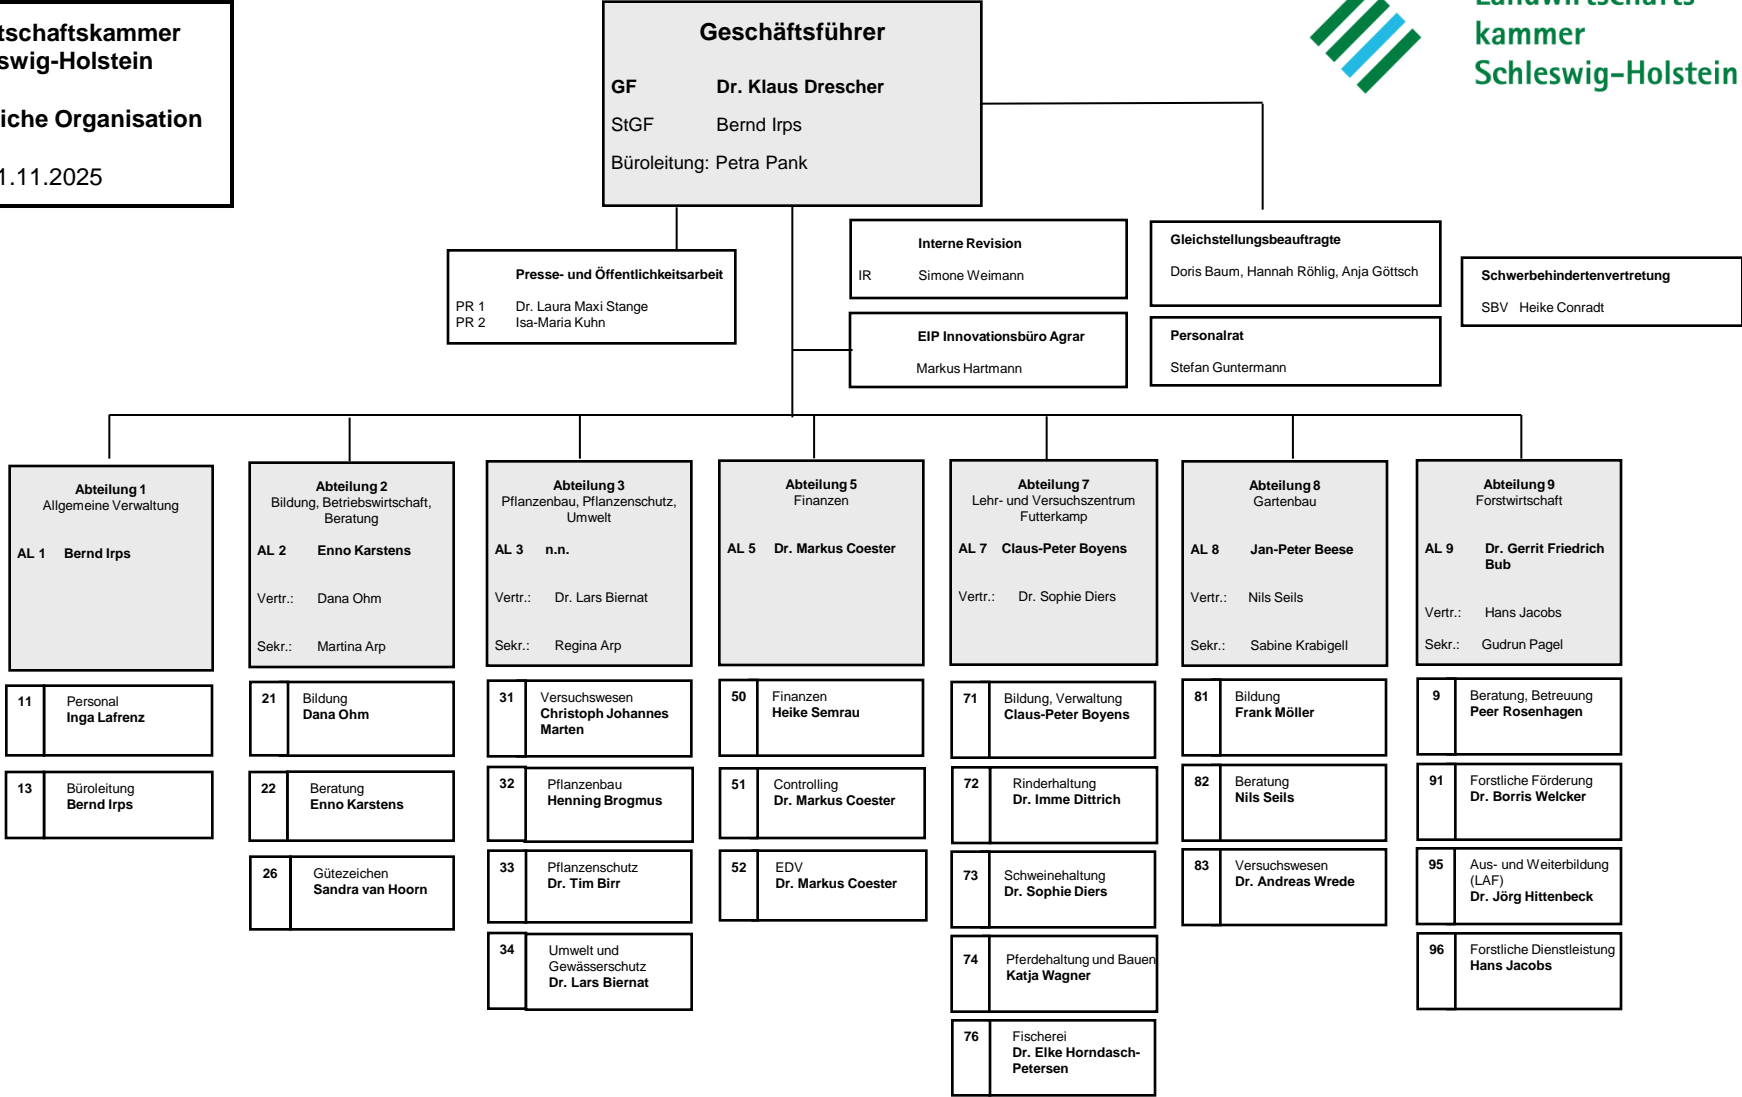 tschaftskammer
swig-Holstein
iche Organisation
1.11.2025
Geschäftsführer
GF Dr. Klaus Drescher
StGF Bernd Irps
Büroleitung: Petra Pank
kammer
Schleswig-Holstein
Presse- und Öffentlichkeitsarbeit
PR 1 Dr. Laura Maxi Stange
PR 2 Isa-Maria Kuhn
Interne Revision
IR Simone Weimann
EIP Innovationsbüro Agrar
Markus Hartmann
Gleichstellungsbeauftragte
Doris Baum, Hannah Röhlig, Anja Göttsch
Personalrat
Stefan Guntermann
Schwerbehindertenvertretung
SBV Heike Conradt
Abteilung 1
Allgemeine Verwaltung
AL 1 Bernd Irps
11 Personal
Inga Lafrenz
13 Büroleitung
Bernd Irps
Abteilung 2
Bildung, Betriebswirtschaft,
Beratung
AL 2 Enno Karstens
Vertr.: Dana Ohm
Sekr.: Martina Arp
21 Bildung
Dana Ohm
22 Beratung
Enno Karstens
26 Gütezeichen
Sandra van Hoorn
Abteilung 3
Pflanzenbau, Pflanzenschutz,
Umwelt
AL 3 n.n.
Vertr.: Dr. Lars Biernat
Sekr.: Regina Arp
31 Versuchswesen
Christoph Johannes
Marten
32 Pflanzenbau
Henning Brogmus
33 Pflanzenschutz
Dr. Tim Birr
34 Umwelt und
Gewässerschutz
Dr. Lars Biernat
Abteilung 5
Finanzen
AL 5 Dr. Markus Coester
50 Finanzen
Heike Semrau
51 Controlling
Dr. Markus Coester
52 EDV
Dr. Markus Coester
Abteilung 7
Lehr- und Versuchszentrum
Futterkamp
AL 7 Claus-Peter Boyens
Vertr.: Dr. Sophie Diers
71 Bildung, Verwaltung
Claus-Peter Boyens
72 Rinderhaltung
Dr. Imme Dittrich
73 Schweinehaltung
Dr. Sophie Diers
74 Pferdehaltung und Bauen
Katja Wagner
76 Fischerei
Dr. Elke Horndasch-
Petersen
Abteilung 8
Gartenbau
AL 8 Jan-Peter Beese
Vertr.: Nils Seils
Sekr.: Sabine Krabigell
81 Bildung
Frank Möller
82 Beratung
Nils Seils
83 Versuchswesen
Dr. Andreas Wrede
Abteilung 9
Forstwirtschaft
AL 9 Dr. Gerrit Friedrich
Bub
Vertr.: Hans Jacobs
Sekr.: Gudrun Pagel
9 Beratung, Betreuung
Peer Rosenhagen
91 Forstliche Förderung
Dr. Borris Welcker
95 Aus- und Weiterbildung
(LAF)
Dr. Jörg Hittenbeck
96 Forstliche Dienstleistung
Hans Jacobs